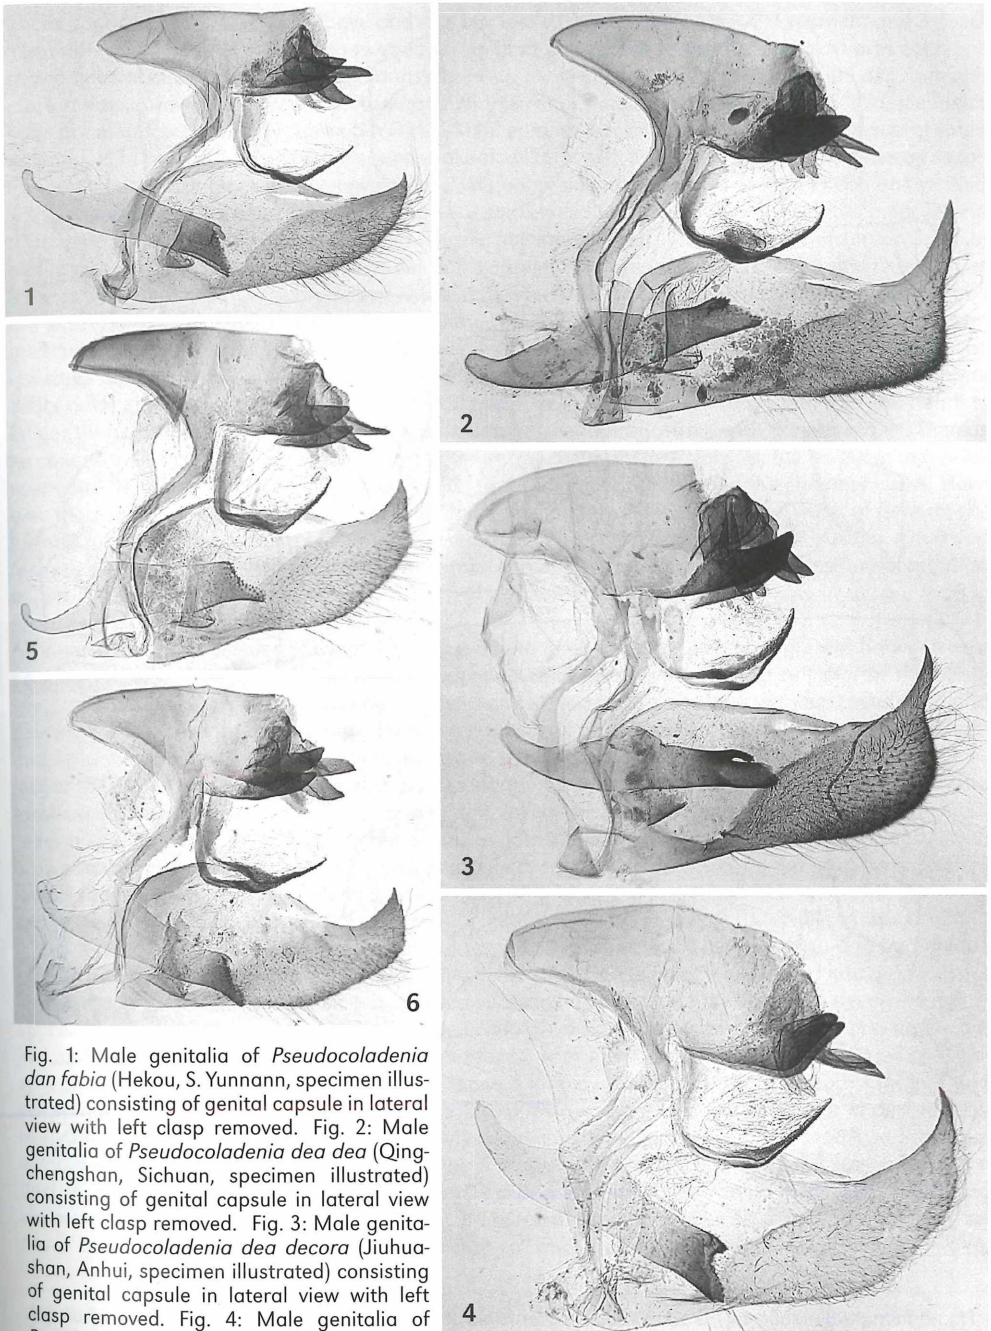 1
2
5
3
6
4
Fig. 1: Male genitalia of Pseudocoladenia
dan fabia (Hekou, S. Yunnann, specimen illus-
trated) consisting of genital capsule in lateral
view with left clasp removed. Fig. 2: Male
genitalia of Pseudocoladenia dea dea (Qing-
chengshan, Sichuan, specimen illustrated)
consisting of genital capsule in lateral view
with left clasp removed. Fig. 3: Male genita-
lia of Pseudocoladenia dea decora (Jiuhua-
shan, Anhui, specimen illustrated) consisting
of genital capsule in lateral view with left
clasp removed. Fig. 4: Male genitalia of